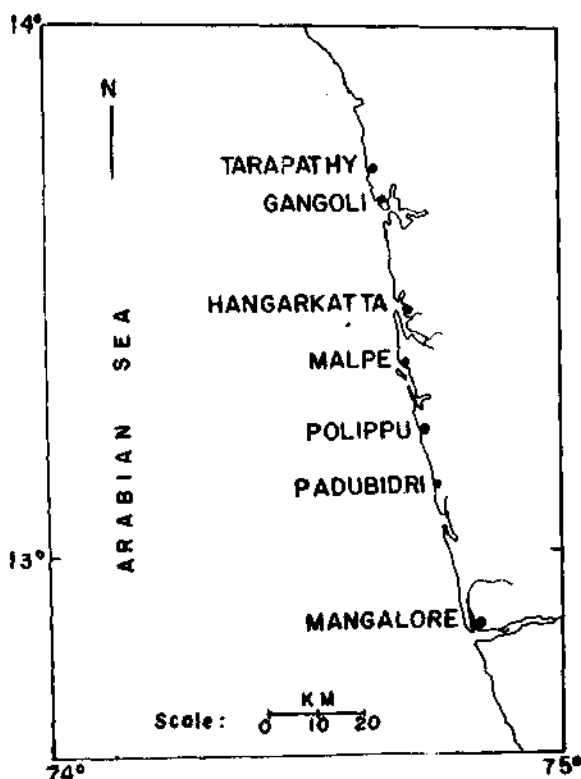 14°
N
TARAPATHY
GANGOLI
HANGARKATTA
MALPE
POLIPPU
PADUBIDRI
ARABIAN SEA
13°
MANGALORE
KM
Scale: 0 10 20
74°
75°